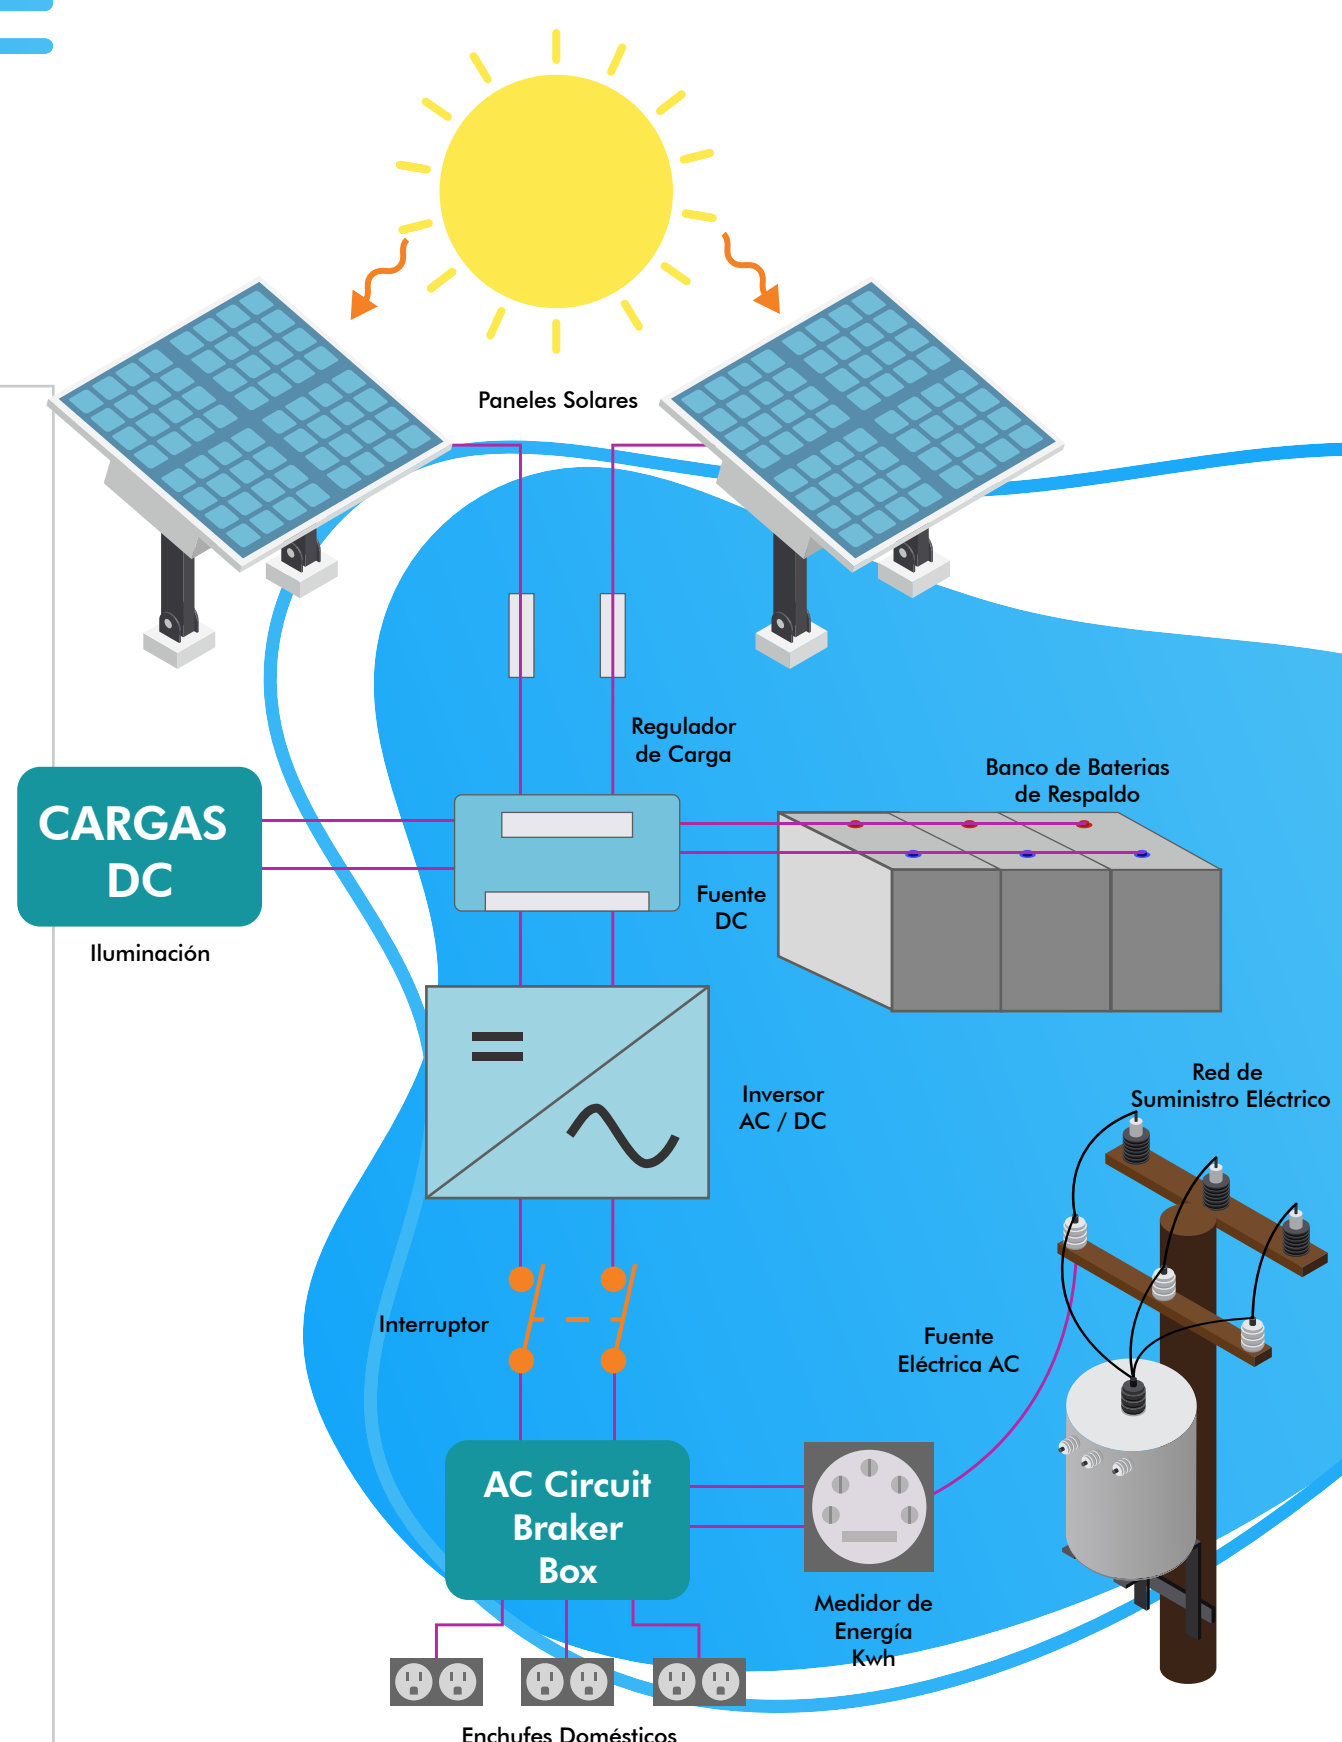 Paneles Solares
Regulador
de Carga
Banco de Baterias
de Respaldo
CARGAS
DC
Fuente
DC
Iluminación
Red de
Suministro Eléctrico
Inversor
AC / DC
Interruptor
Fuente
Eléctrica AC
AC Circuit
Braker
Box
Medidor de
Energía
Kwh
Enchufes Domésticos